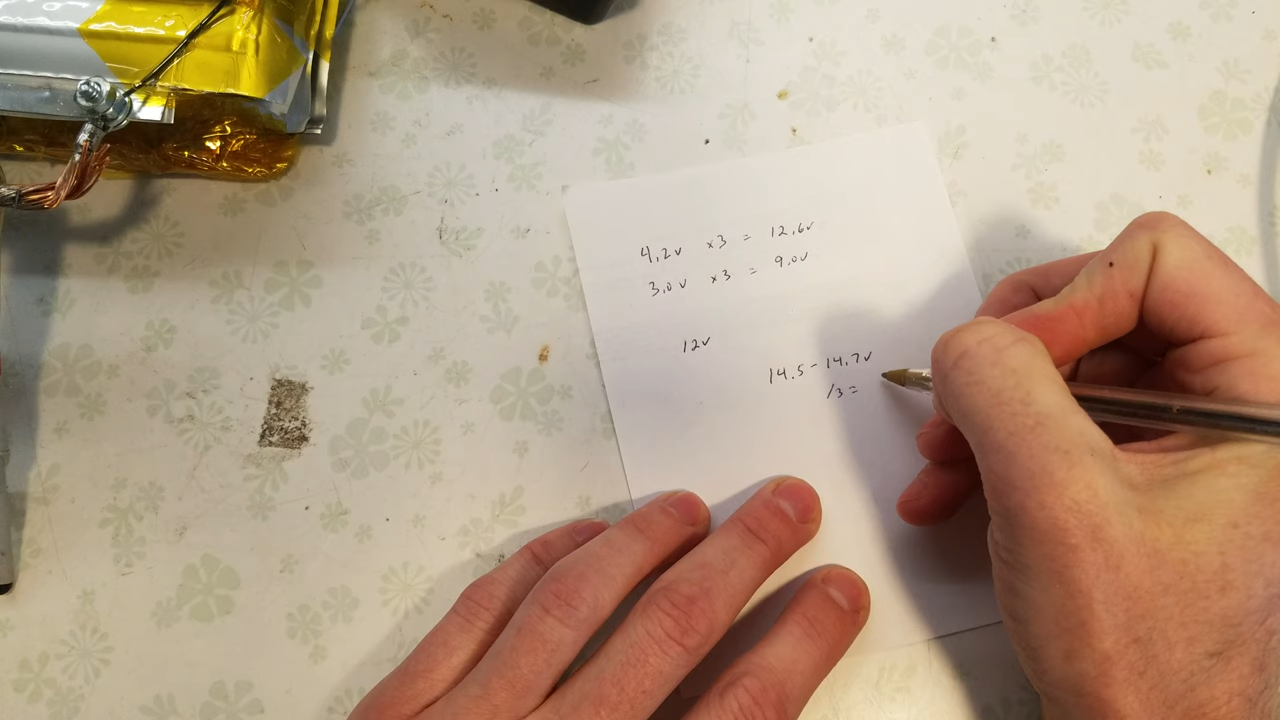 4,2v x3 = 12,6v
3,0v x3 = 9,0v
12v
14.5-14.7v
/3=